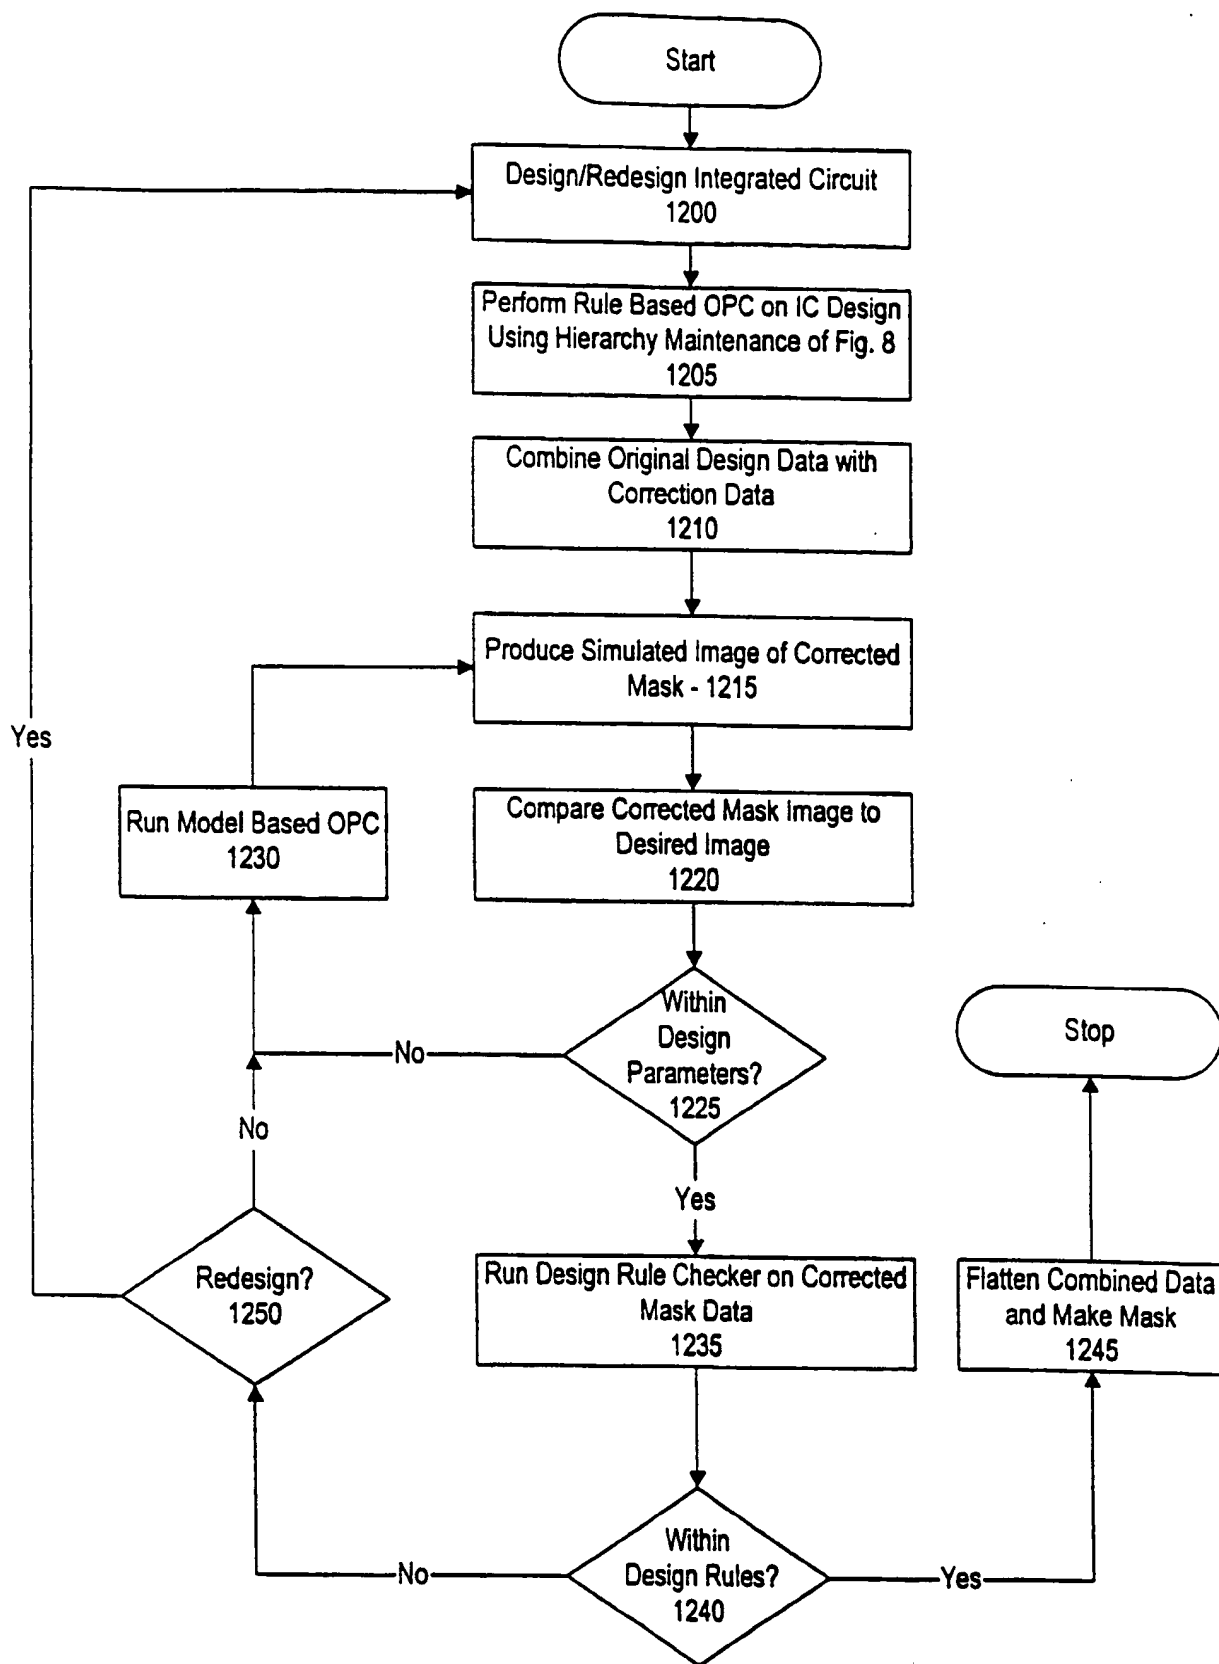 Start
Design/Redesign Integrated Circuit
1200
Perform Rule Based OPC on IC Design
Using Hierarchy Maintenance of Fig. 8
1205
Combine Original Design Data with
Correction Data
1210
Produce Simulated Image of Corrected
Mask - 1215
Yes
Run Model Based OPC
1230
Compare Corrected Mask Image to
Desired Image
1220
Within
Design
Parameters?
1225
No
Stop
No
Yes
Redesign?
1250
Run Design Rule Checker on Corrected
Mask Data
1235
Flatten Combined Data
and Make Mask
1245
Within
Design Rules?
1240
No
Yes